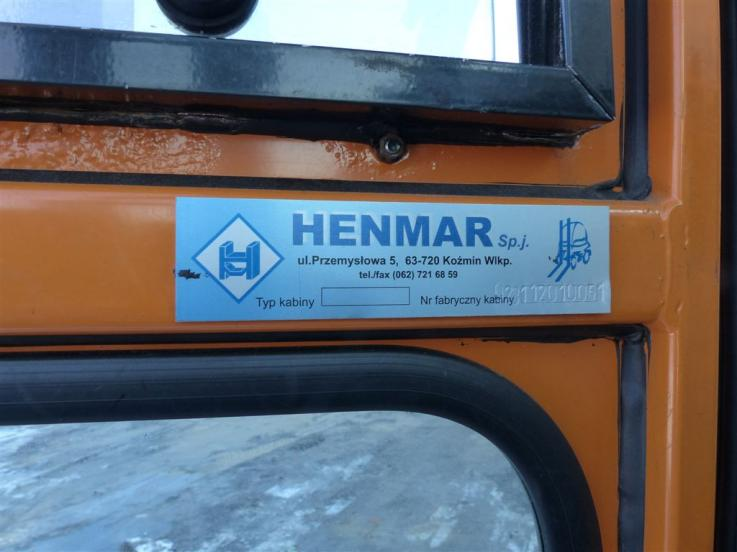 HENMAR Sp.j.
ul.Przemysłowa 5, 63-720 Koźmin Wlkp.
tel./fax (062) 721 68 59
Typ kabiny Nr fabryczny kabiny